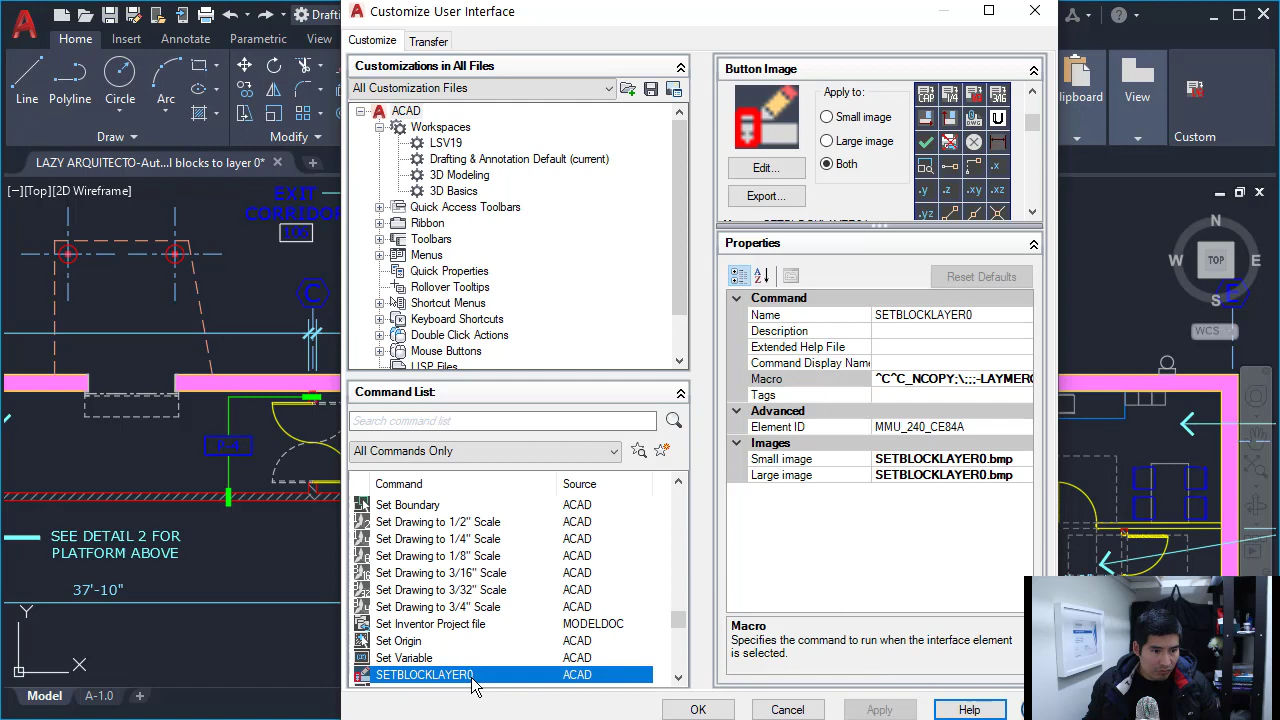 Drafti
Home
Insert
Annotate
Parametric
View
Line
Polyline
Circle
Arc
Draw
Modify
LAZY ARQUITECTO-Aut...l blocks to layer 0*
[−][Top][2D Wireframe]
EXIT
CORRIDOR
106
C
P-4
SEE DETAIL 2 FOR
PLATFORM ABOVE
37'-10"
Y
X
Model
A-1.0
Customize User Interface
Customize
Transfer
Customizations in All Files
All Customization Files
ACAD
Workspaces
LSV19
Drafting & Annotation Default (current)
3D Modeling
3D Basics
Quick Access Toolbars
Ribbon
Toolbars
Menus
Quick Properties
Rollover Tooltips
Shortcut Menus
Keyboard Shortcuts
Double Click Actions
Mouse Buttons
LISP Files
Command List:
Search command list
All Commands Only
Command Source
Set Boundary ACAD
Set Drawing to 1/2" Scale ACAD
Set Drawing to 1/4" Scale ACAD
Set Drawing to 1/8" Scale ACAD
Set Drawing to 3/16" Scale ACAD
Set Drawing to 3/32" Scale ACAD
Set Drawing to 3/4" Scale ACAD
Set Inventor Project file MODELDOC
Set Origin ACAD
Set Variable ACAD
SETBLOCKLAYER0 ACAD
Button Image
Apply to:
Small image
Large image
Both
Edit...
Export...
Properties
Reset Defaults
Command
Name SETBLOCKLAYER0
Description
Extended Help File
Command Display Name
Macro ^C^C_NCOPY;\;;;-LAYMERG
Tags
Advanced
Element ID MMU_240_CE84A
Images
Small image SETBLOCKLAYER0.bmp
Large image SETBLOCKLAYER0.bmp
Macro
Specifies the command to run when the interface element
is selected.
OK
Cancel
Apply
Help
lipboard
View
Custom
N
W TOP E
S
WCS